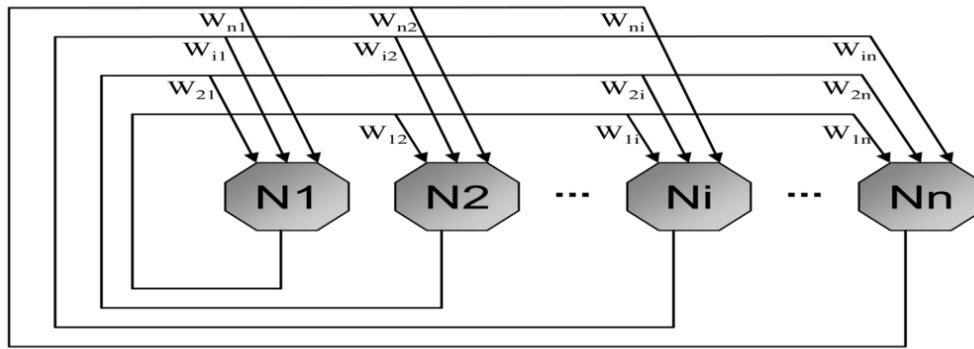 Wn1 Wn2 Wni
Wi1 Wi2 Win
W21 W2i W2n
W12 W1i W1n
N1 N2 ... Ni ... Nn